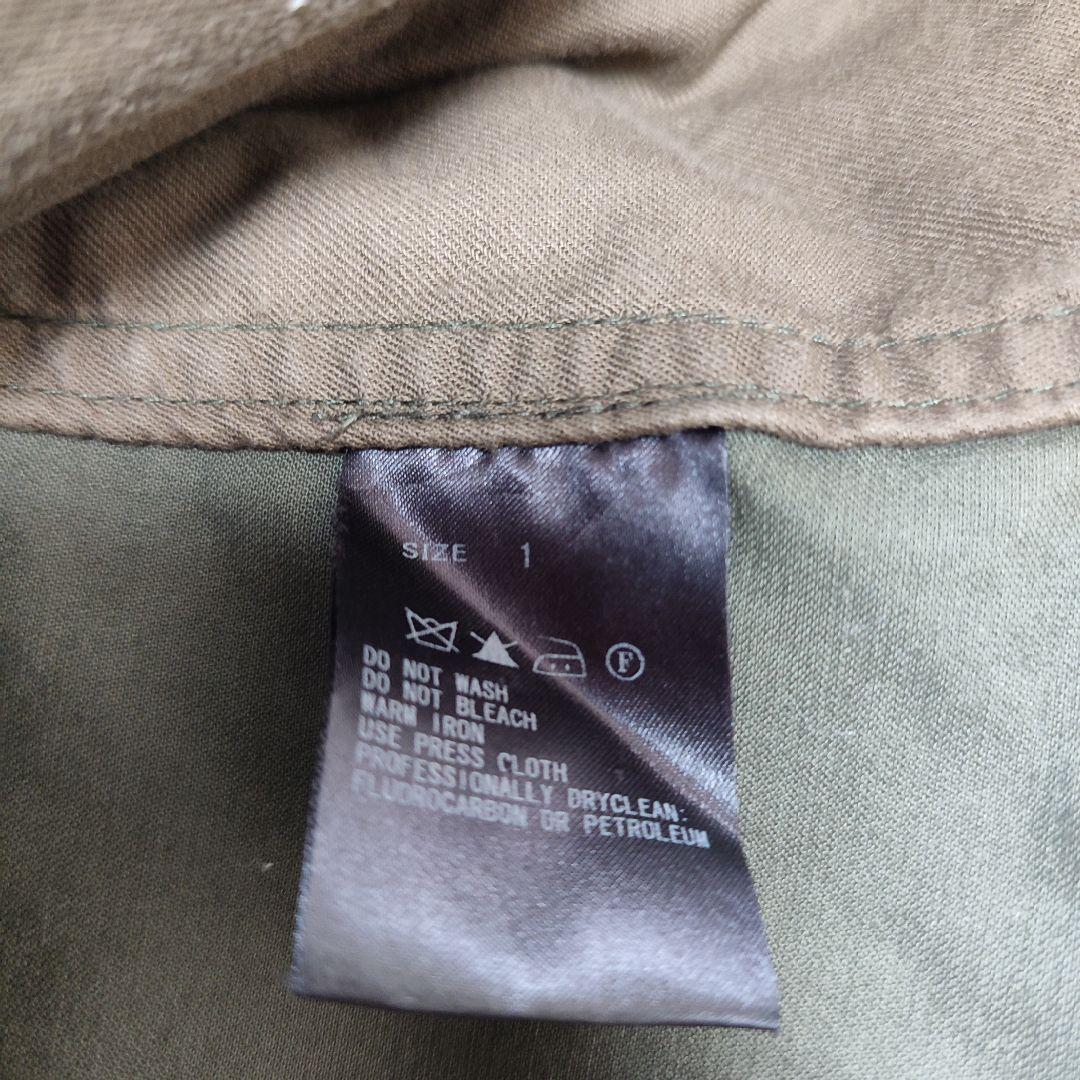 SIZE 1
F
DO NOT WASH
DO NOT BLEACH
WARM IRON
USE PRESS CLOTH
PROFESSIONALLY DRYCLEAN:
FLUOROCARBON OR PETROLEUM